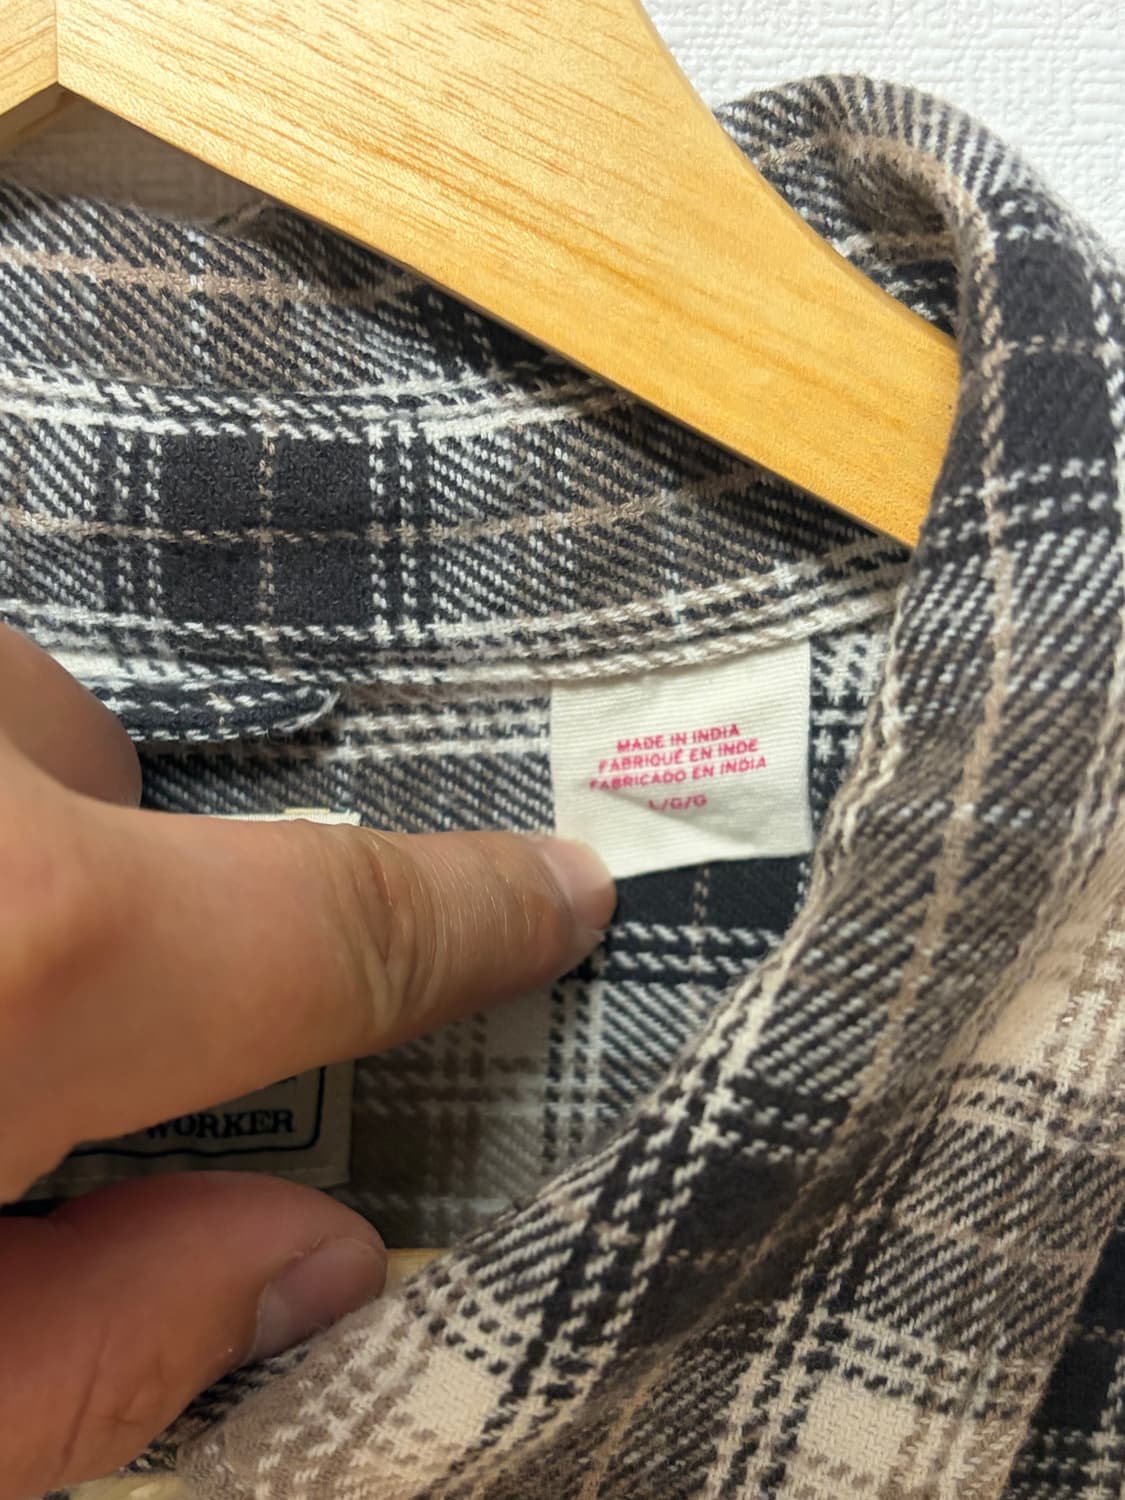 MADE IN INDIA
FABRIQUÉ EN INDE
FABRICADO EN INDIA
L/G/G
WORKER